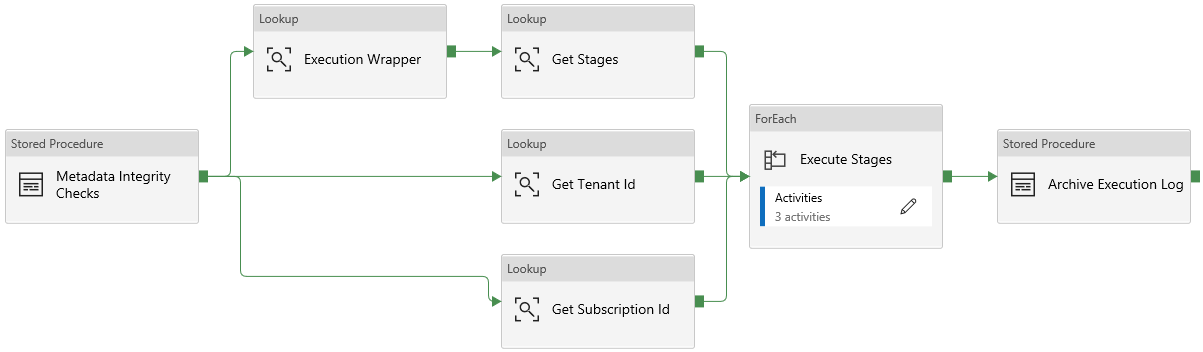 Lookup
Execution Wrapper
Lookup
Get Stages
Stored Procedure
Metadata Integrity
Checks
Lookup
Get Tenant Id
ForEach
Execute Stages
Activities
3 activities
Stored Procedure
Archive Execution Log
Lookup
Get Subscription Id